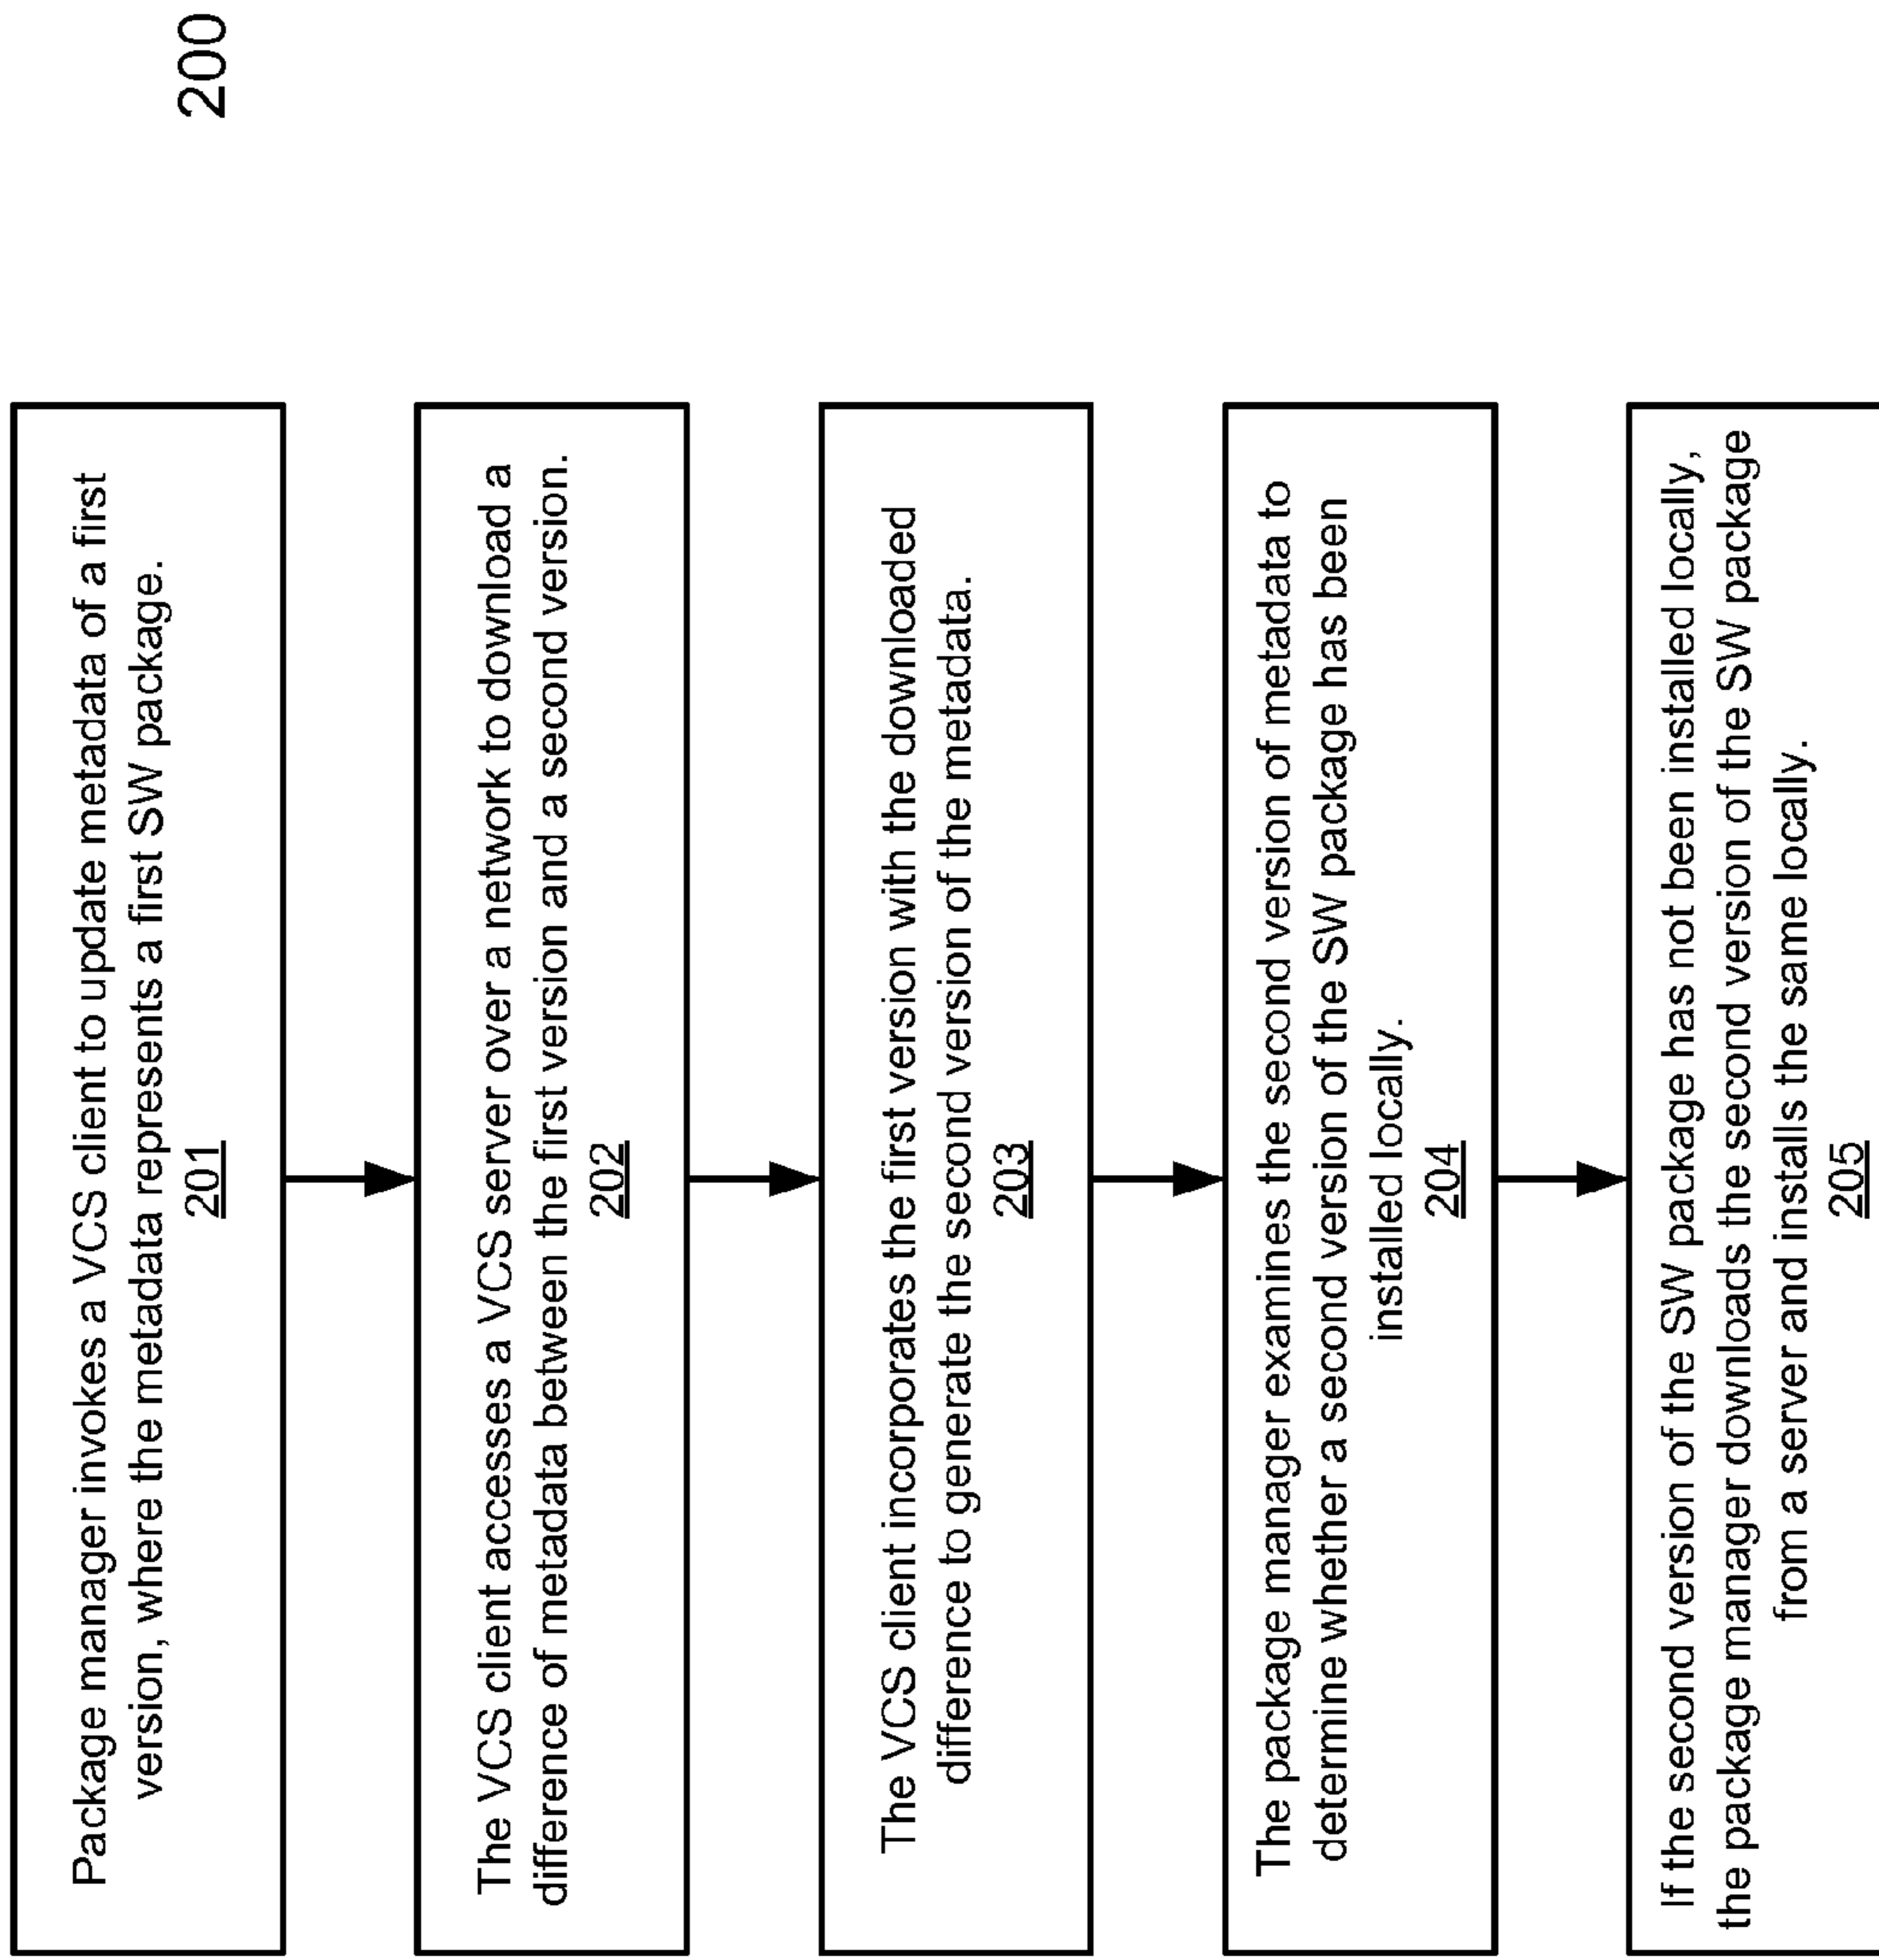 200
Package manager invokes a VCS client to update metadata of a first
version, where the metadata represents a first SW package.
201
The VCS client accesses a VCS server over a network to download a
difference of metadata between the first version and a second version.
202
The VCS client incorporates the first version with the downloaded
difference to generate the second version of the metadata.
203
The package manager examines the second version of metadata to
determine whether a second version of the SW package has been
installed locally.
204
If the second version of the SW package has not been installed locally,
the package manager downloads the second version of the SW package
from a server and installs the same locally.
205